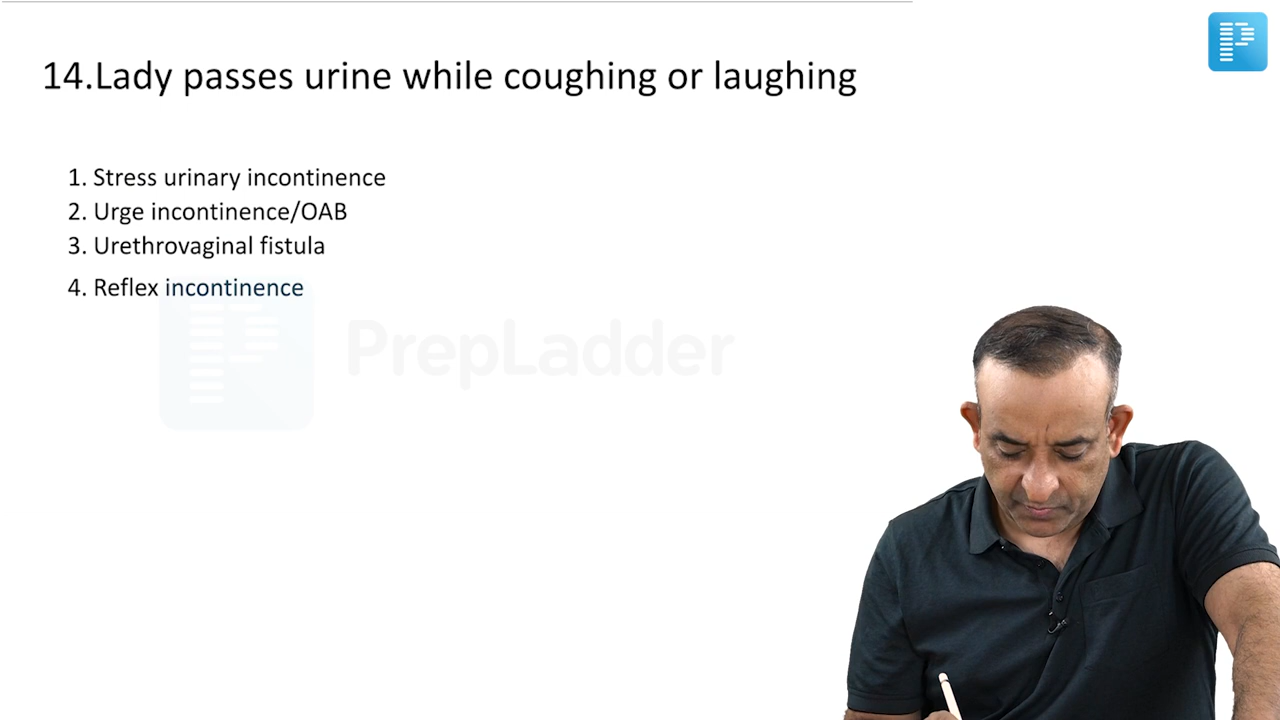 14.Lady passes urine while coughing or laughing
1. Stress urinary incontinence
2. Urge incontinence/OAB
3. Urethrovaginal fistula
4. Reflex incontinence
PrepLadder